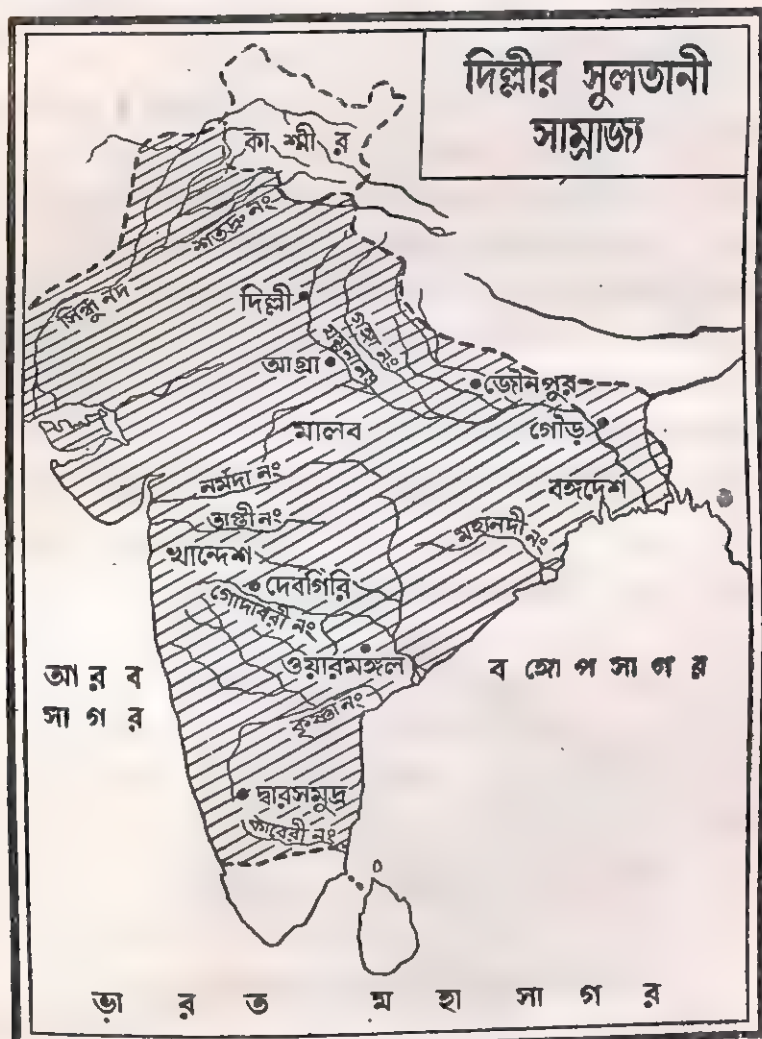 দিল্লীর সুলতানী
সাম্রাজ্য
কাশ্মীর
শতদ্রু নং
সিন্ধু নদ
দিল্লী
গঙ্গা নং
যমুনা নং
আগ্রা
জৌনপুর
গৌড়
মালব
বঙ্গদেশ
নর্মদা নং
তাপ্তী নং
মহানদী নং
খান্দেশ
দেবগিরি
গোদাবরী নং
ওয়ারমঙ্গল
আরব
সাগর
বঙ্গোপসাগর
কৃষ্ণা নং
দ্বারসমুদ্র
কাবেরী নং
ভারত মহাসাগর